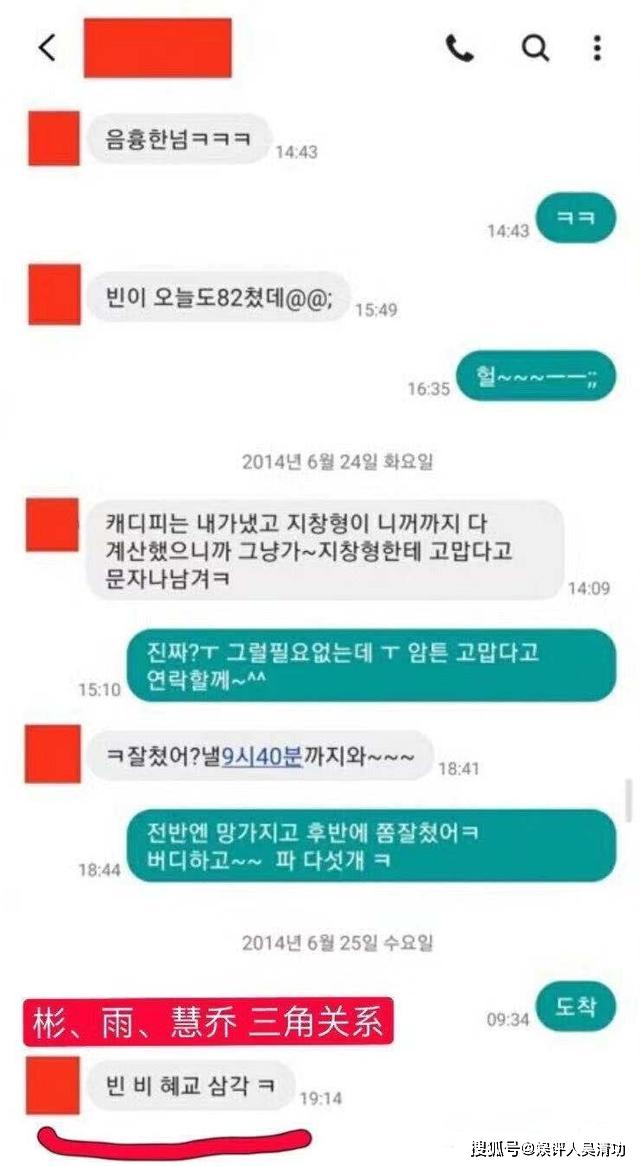 음흉한넘ㅋㅋㅋ
14:43
ㅋㅋ
14:43
빈이 오늘도82쳤데@@;
15:49
헐~~~ㅡㅡ;;
16:35
2014년 6월 24일 화요일
캐디피는 내가냈고 지창형이 니꺼까지 다
계산했으니까 그냥가~지창형한테 고맙다고
문자나남겨ㅋ
14:09
진짜?ㅜ 그럴필요없는데 ㅜ 암튼 고맙다고
연락할께~^^
15:10
ㅋ잘쳤어?낼9시40분까지와~~~
18:41
전반엔 망가지고 후반에 쫌잘쳤어ㅋ
버디하고~~ 파 다섯개 ㅋ
18:44
2014년 6월 25일 수요일
도착
09:34
彬、雨、慧乔 三角关系
빈 비 혜교 삼각 ㅋ
19:14
搜狐号@娱评人吴清功